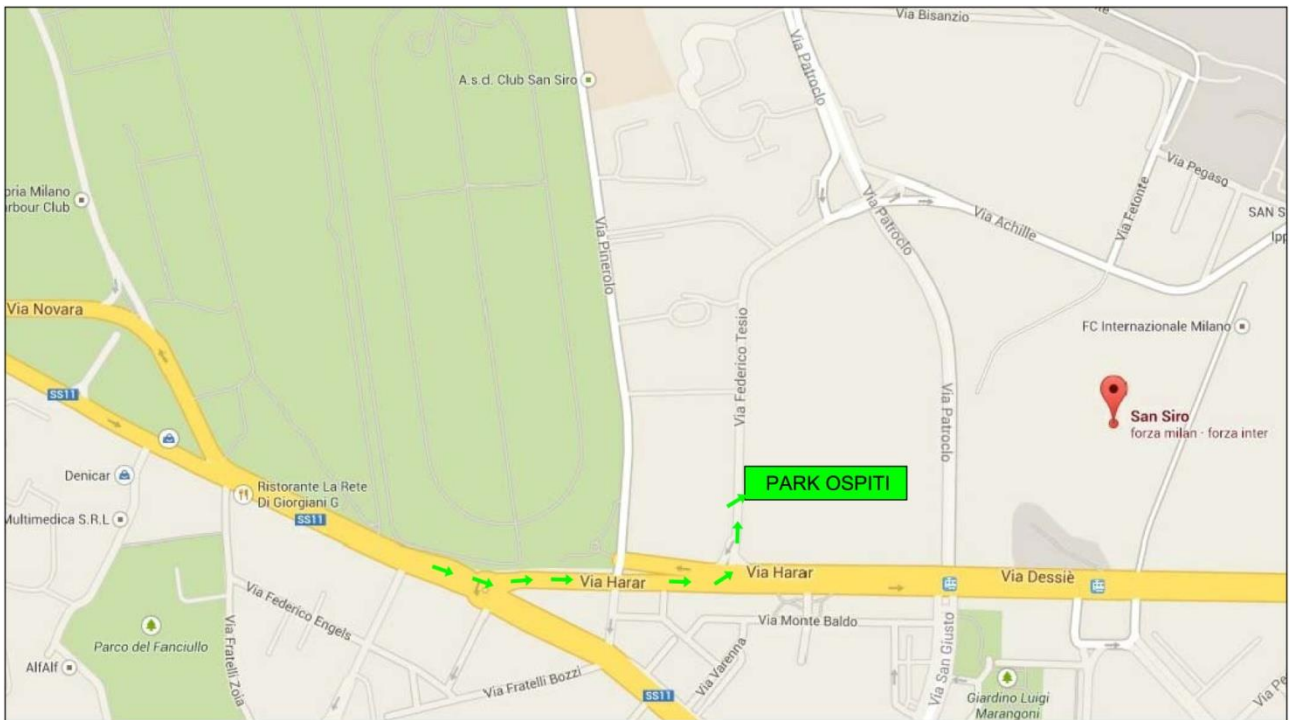 Via Bisanzio
nte
Via Patroclo
A.s.d. Club San Siro
Via Pegaso
oria Milano
arbour Club
Via Patroclo
Via Achille
Via Fetonte
SAN S
Ipp
Via Pinerolo
Via Novara
Via Federico Tesio
FC Internazionale Milano
SS11
San Siro
forza milan - forza inter
Via Patroclo
Denicar
Ristorante La Rete
Di Giorgiani G
PARK OSPITI
Multimedica S.R.L
SS11
Via Harar
Via Harar
Via Dessiè
Via Federico Engels
Via Monte Baldo
Parco del Fanciullo
Via Fratelli Zoia
AlfAlf
Via Fratelli Bozzi
Via Varenna
Via San Giusto
SS11
Giardino Luigi
Marangoni
Via Pe